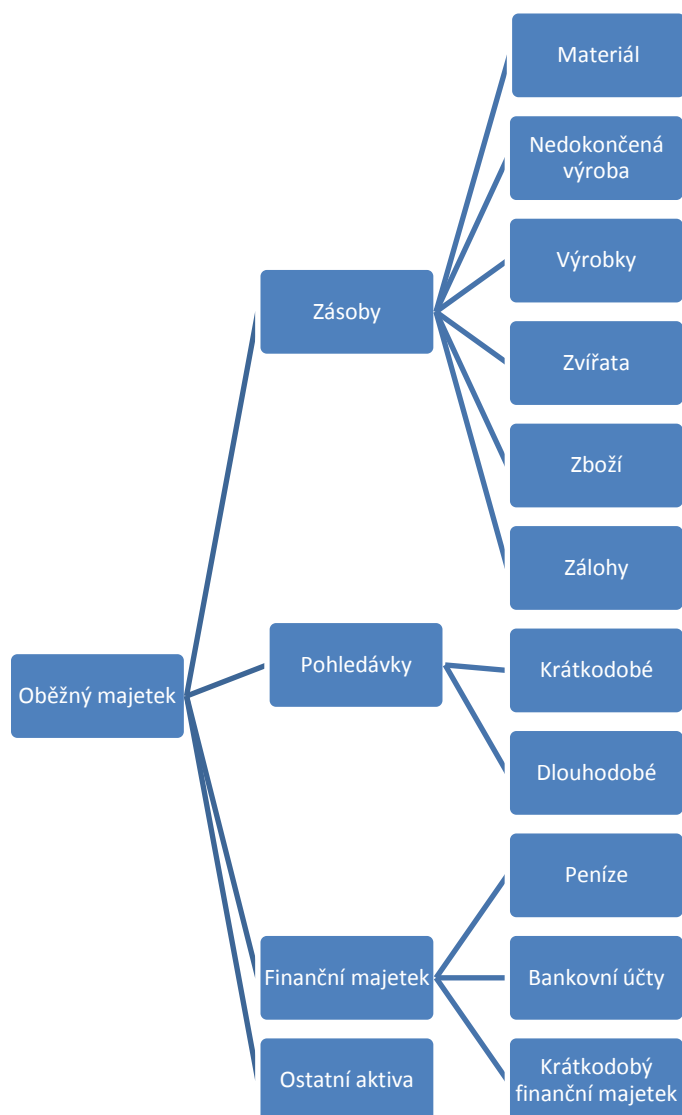 Oběžný majetek
Zásoby
Materiál
Nedokončená
výroba
Výrobky
Zvířata
Zboží
Zálohy
Pohledávky
Krátkodobé
Dlouhodobé
Finanční majetek
Peníze
Bankovní účty
Krátkodobý
finanční majetek
Ostatní aktiva